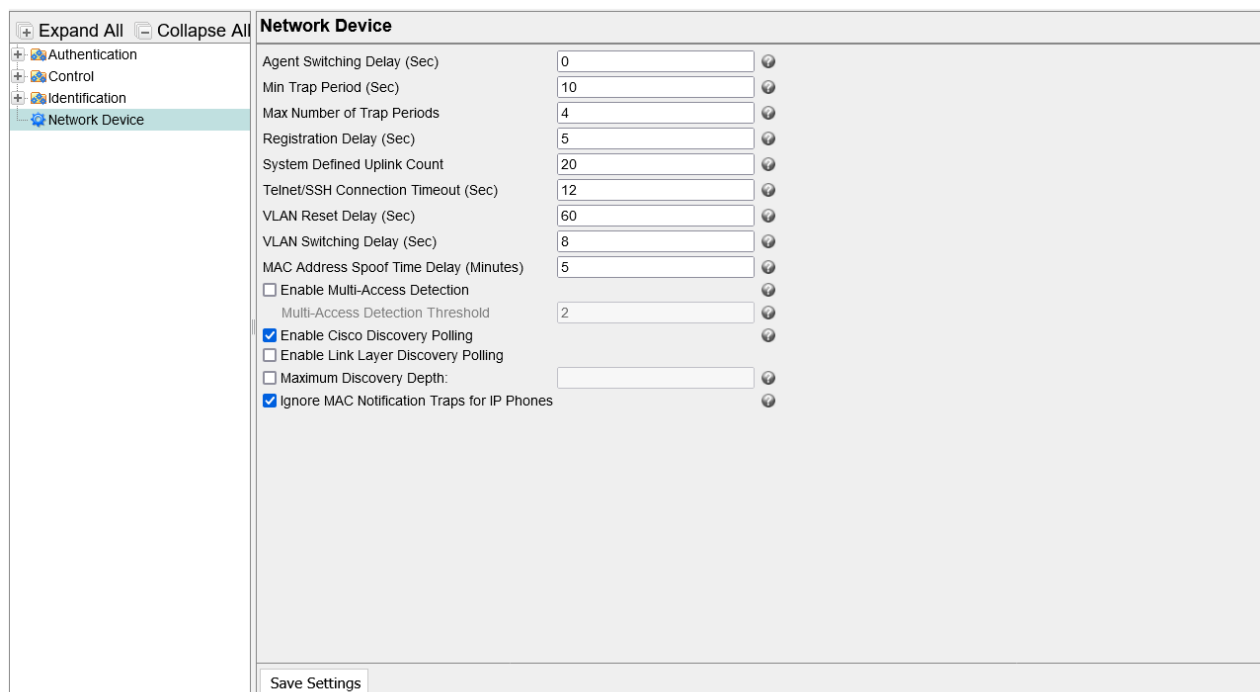 Expand All Collapse All
Authentication
Control
Identification
Network Device
Network Device
Agent Switching Delay (Sec) 0
Min Trap Period (Sec) 10
Max Number of Trap Periods 4
Registration Delay (Sec) 5
System Defined Uplink Count 20
Telnet/SSH Connection Timeout (Sec) 12
VLAN Reset Delay (Sec) 60
VLAN Switching Delay (Sec) 8
MAC Address Spoof Time Delay (Minutes) 5
Enable Multi-Access Detection
Multi-Access Detection Threshold 2
Enable Cisco Discovery Polling
Enable Link Layer Discovery Polling
Maximum Discovery Depth:
Ignore MAC Notification Traps for IP Phones
Save Settings